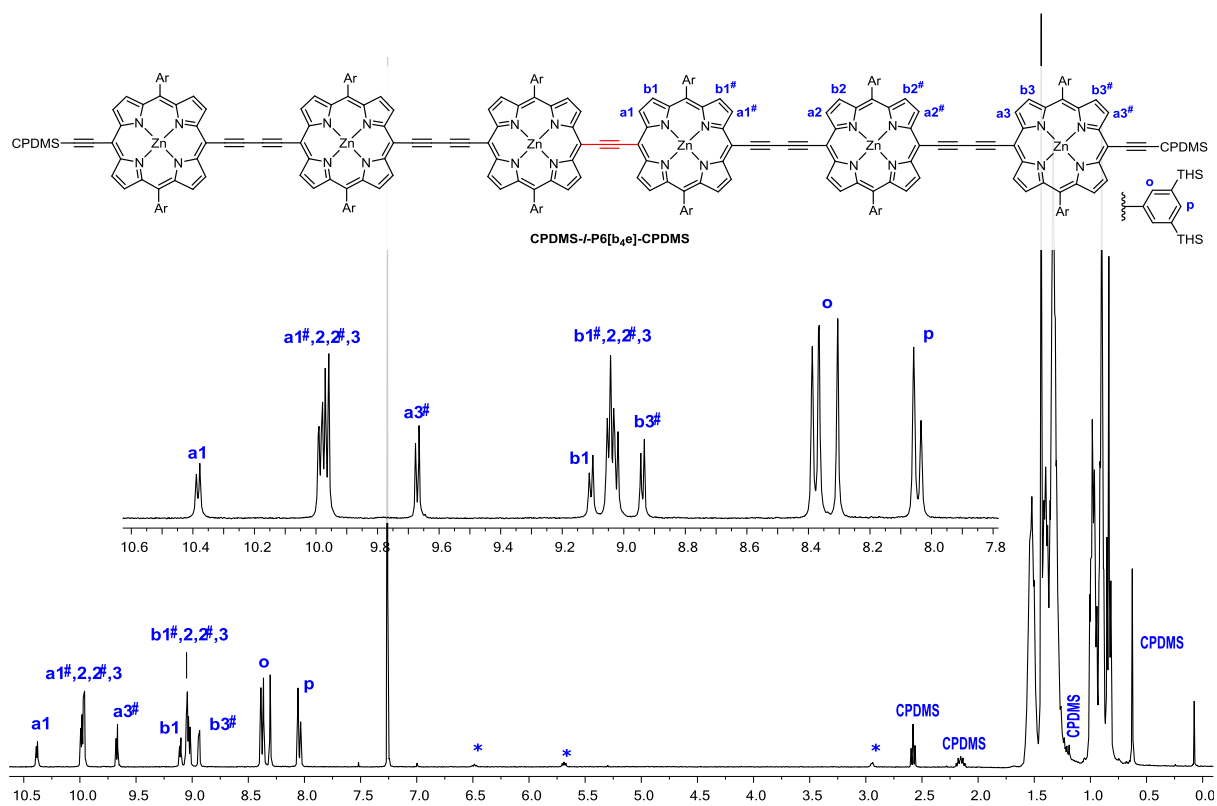 Ar Ar Ar Ar Ar Ar
b1 b1# b2 b2# b3 b3#
a1 a1# a2 a2# a3 a3#
N N N N N N N N N N N N
CPDMS Zn Zn Zn Zn Zn Zn CPDMS
N N N N N N N N N N N N
Ar Ar Ar Ar Ar Ar
THS
o
p
THS
CPDMS-l-P6[b4e]-CPDMS
a1
a1#,2,2#,3
a3#
b1
b1#,2,2#,3
b3#
o
p
10.6 10.4 10.2 10.0 9.8 9.6 9.4 9.2 9.0 8.8 8.6 8.4 8.2 8.0 7.8
a1
a1#,2,2#,3
a3#
b1
b1#,2,2#,3
b3#
o
p
*
*
*
CPDMS
CPDMS
CPDMS
CPDMS
10.5 10.0 9.5 9.0 8.5 8.0 7.5 7.0 6.5 6.0 5.5 5.0 4.5 4.0 3.5 3.0 2.5 2.0 1.5 1.0 0.5 0.0